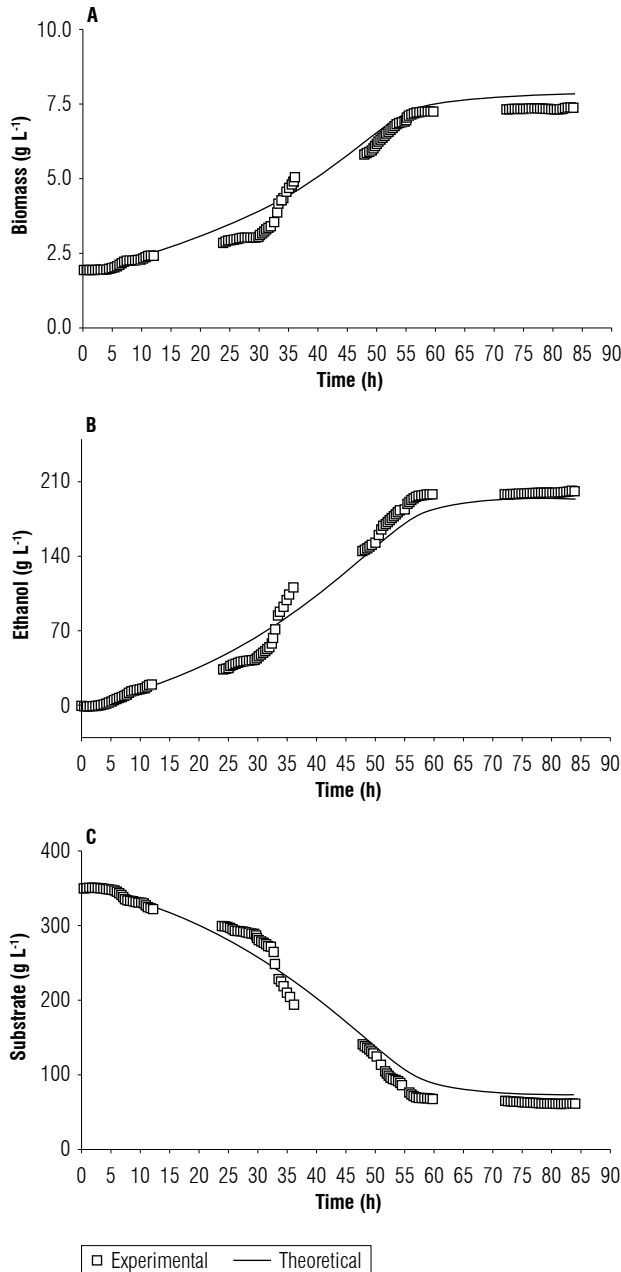 A
10.0
7.5
5.0
2.5
0.0
Biomass (g L-1)
0 5 10 15 20 25 30 35 40 45 50 55 60 65 70 75 80 85 90
Time (h)
B
210
140
70
0
Ethanol (g L-1)
0 5 10 15 20 25 30 35 40 45 50 55 60 65 70 75 80 85 90
Time (h)
C
400
300
200
100
0
Substrate (g L-1)
0 5 10 15 20 25 30 35 40 45 50 55 60 65 70 75 80 85 90
Time (h)
Experimental Theoretical